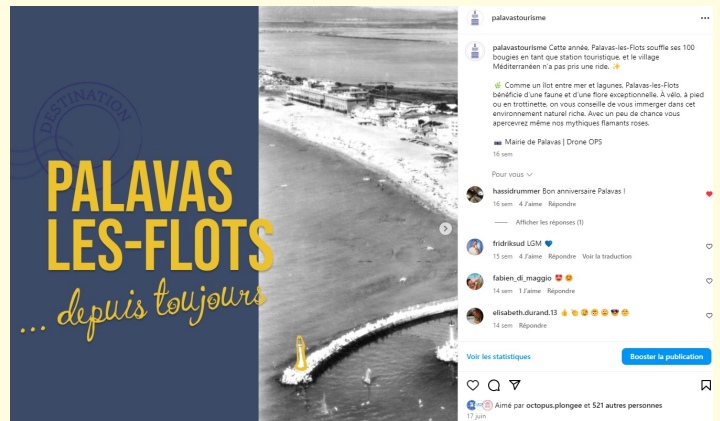 DESTINATION
PALAVAS
LES-FLOTS
... depuis toujours
palavastourisme
palavastourisme Cette année, Palavas-les-Flots souffle ses 100
bougies en tant que station touristique, et le village
Méditerranéen n'a pas pris une ride. ✨
🌿 Comme un îlot entre mer et lagunes, Palavas-les-Flots
bénéficie d'une faune et d'une flore exceptionnelle. À vélo, à pied
ou en trottinette, on vous conseille de vous immerger dans cet
environnement naturel riche. Avec un peu de chance vous
apercevrez même nos mythiques flamants roses.
📷 Mairie de Palavas | Drone OPS
16 sem
Pour vous
hassidrummer Bon anniversaire Palavas !
16 sem 4 J'aime Répondre
Afficher les réponses (1)
fridriksud LGM 💙
15 sem 4 J'aime Répondre Voir la traduction
fabien_di_maggio
14 sem 1 J'aime Répondre
elisabeth.durand.13
14 sem Répondre
Voir les statistiques
Booster la publication
Aimé par octopus.plongee et 521 autres personnes
17 juin